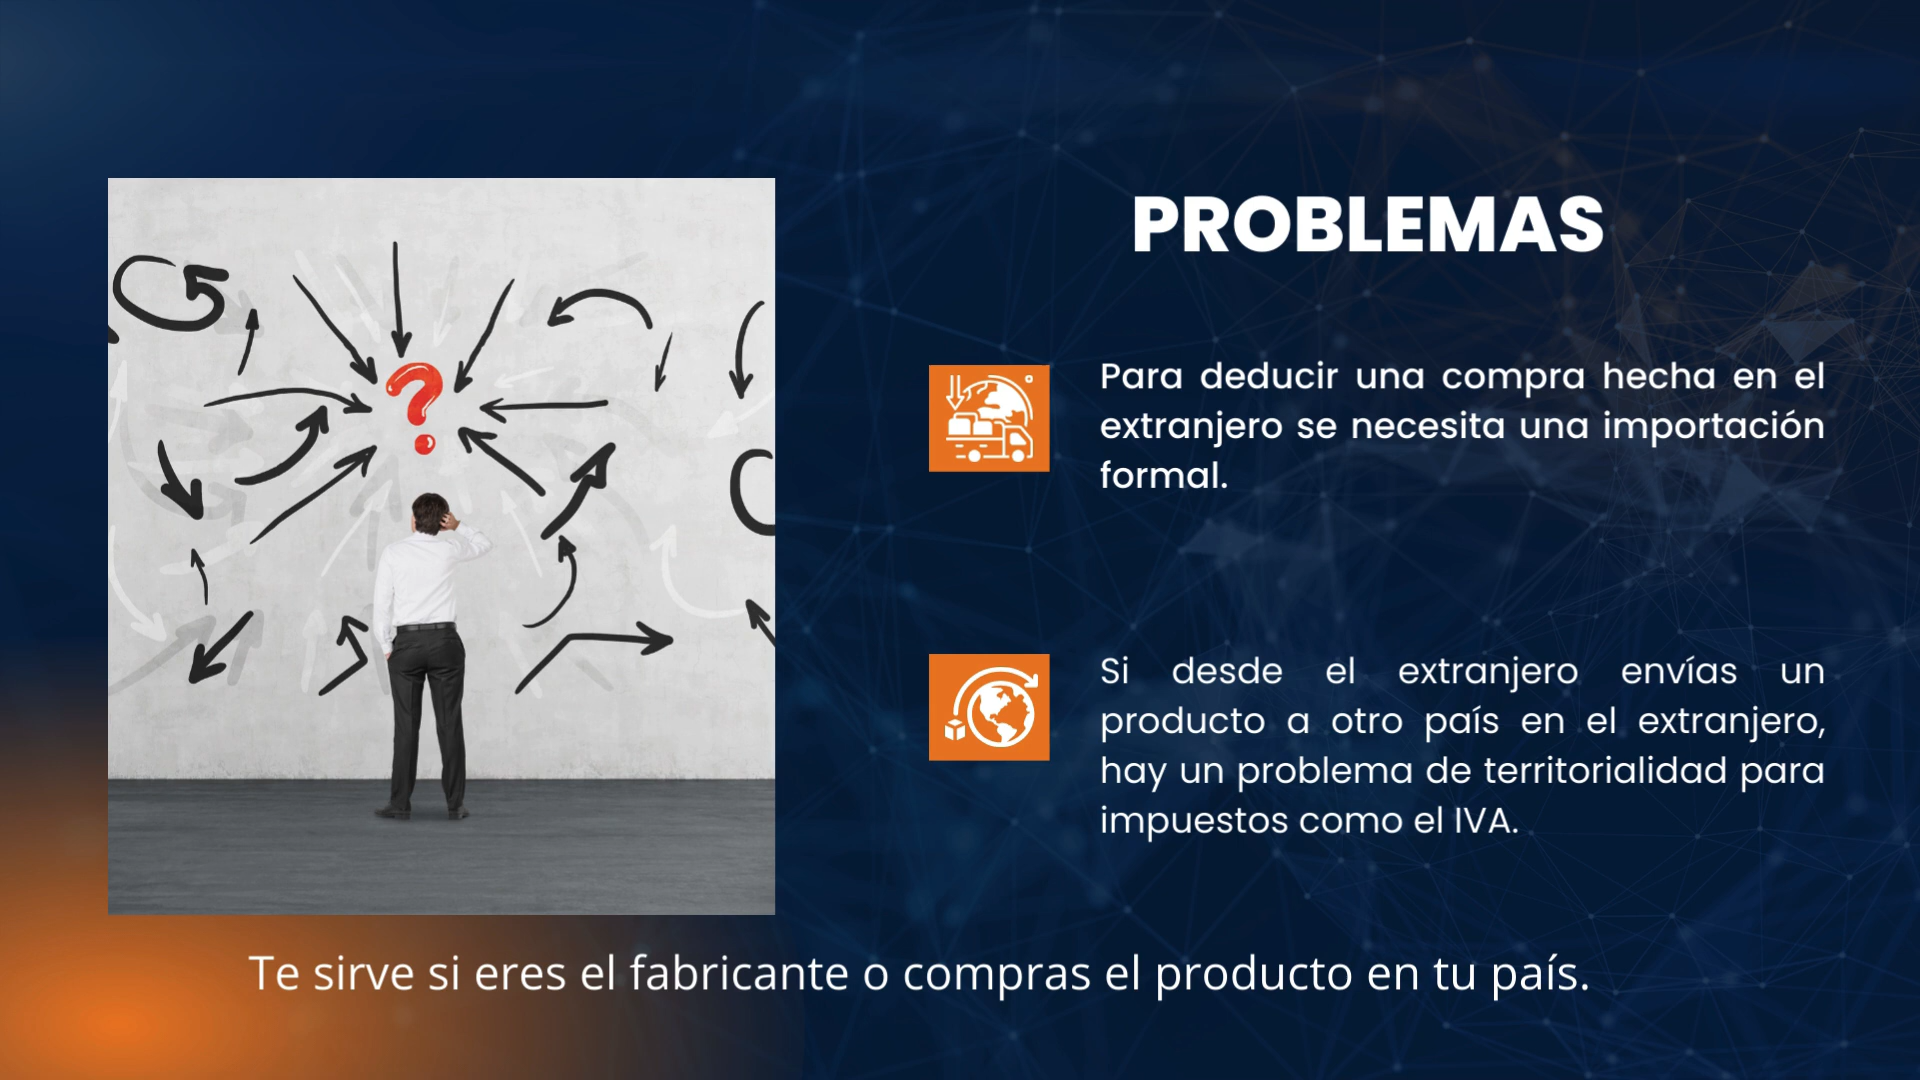 PROBLEMAS
Para deducir una compra hecha en el
extranjero se necesita una importación
formal.
Si desde el extranjero envías un
producto a otro país en el extranjero,
hay un problema de territorialidad para
impuestos como el IVA.
Te sirve si eres el fabricante o compras el producto en tu país.
?